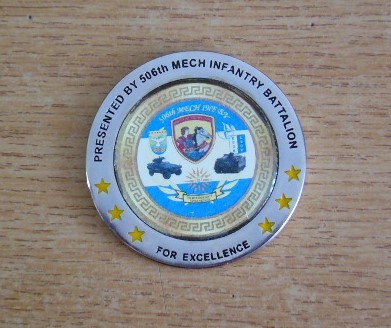 PRESENTED BY 506th MECH INFANTRY BATTALION
506th MECH INF BN
FOR EXCELLENCE